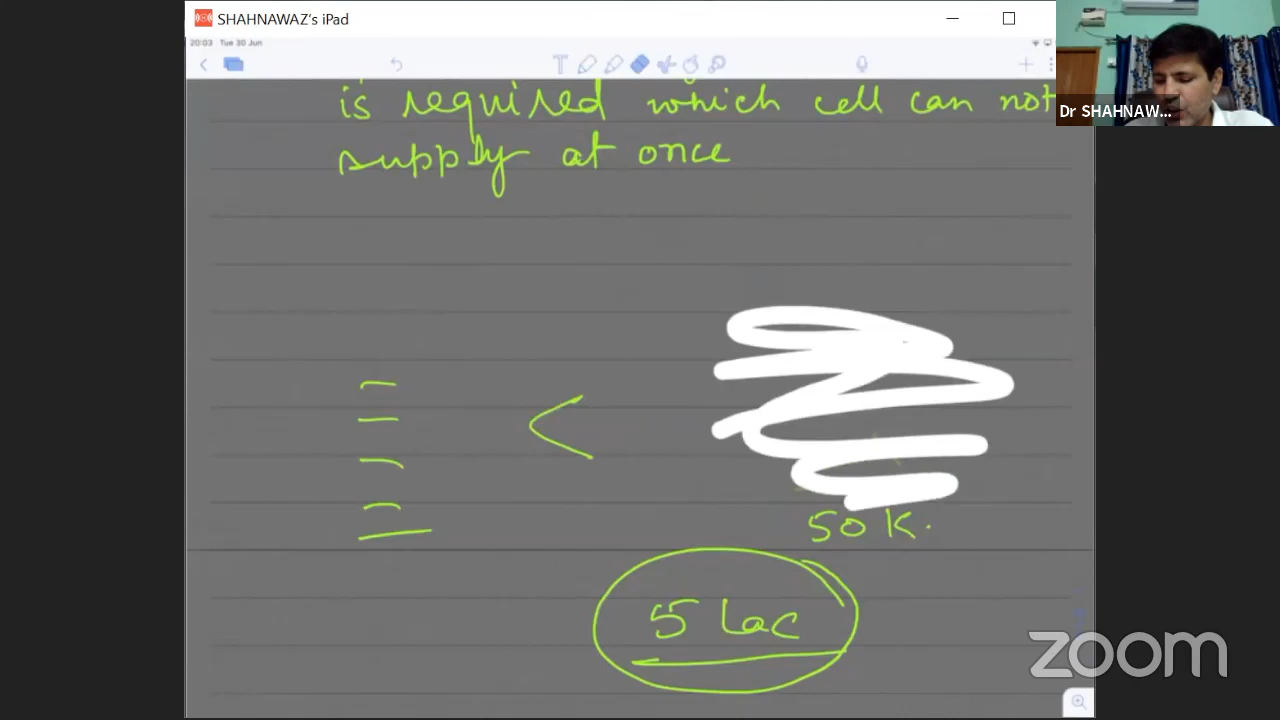 SHAHNAWAZ's iPad
20:03 Tue 30 Jun
is required which cell can not
Dr SHAHNAW...
supply at once
50 K.
5 Lac
zoom